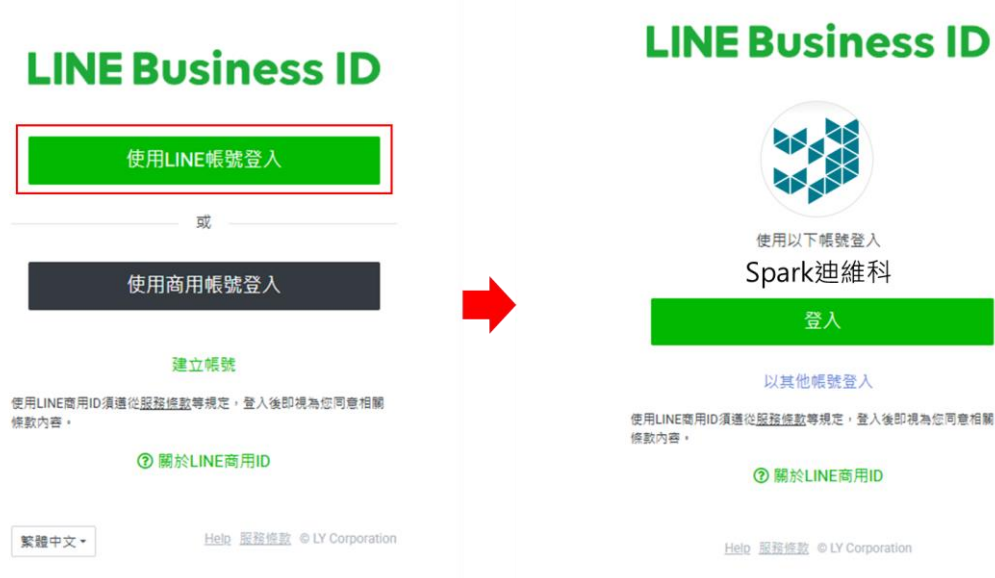 LINE Business ID
使用LINE帳號登入
或
使用商用帳號登入
建立帳號
使用LINE商用ID須遵從服務條款等規定，登入後即視為您同意相關
條款內容。
關於LINE商用ID
繁體中文
Help 服務條款 © LY Corporation
LINE Business ID
使用以下帳號登入
Spark迪維科
登入
以其他帳號登入
使用LINE商用ID須遵從服務條款等規定，登入後即視為您同意相關
條款內容。
關於LINE商用ID
Help 服務條款 © LY Corporation